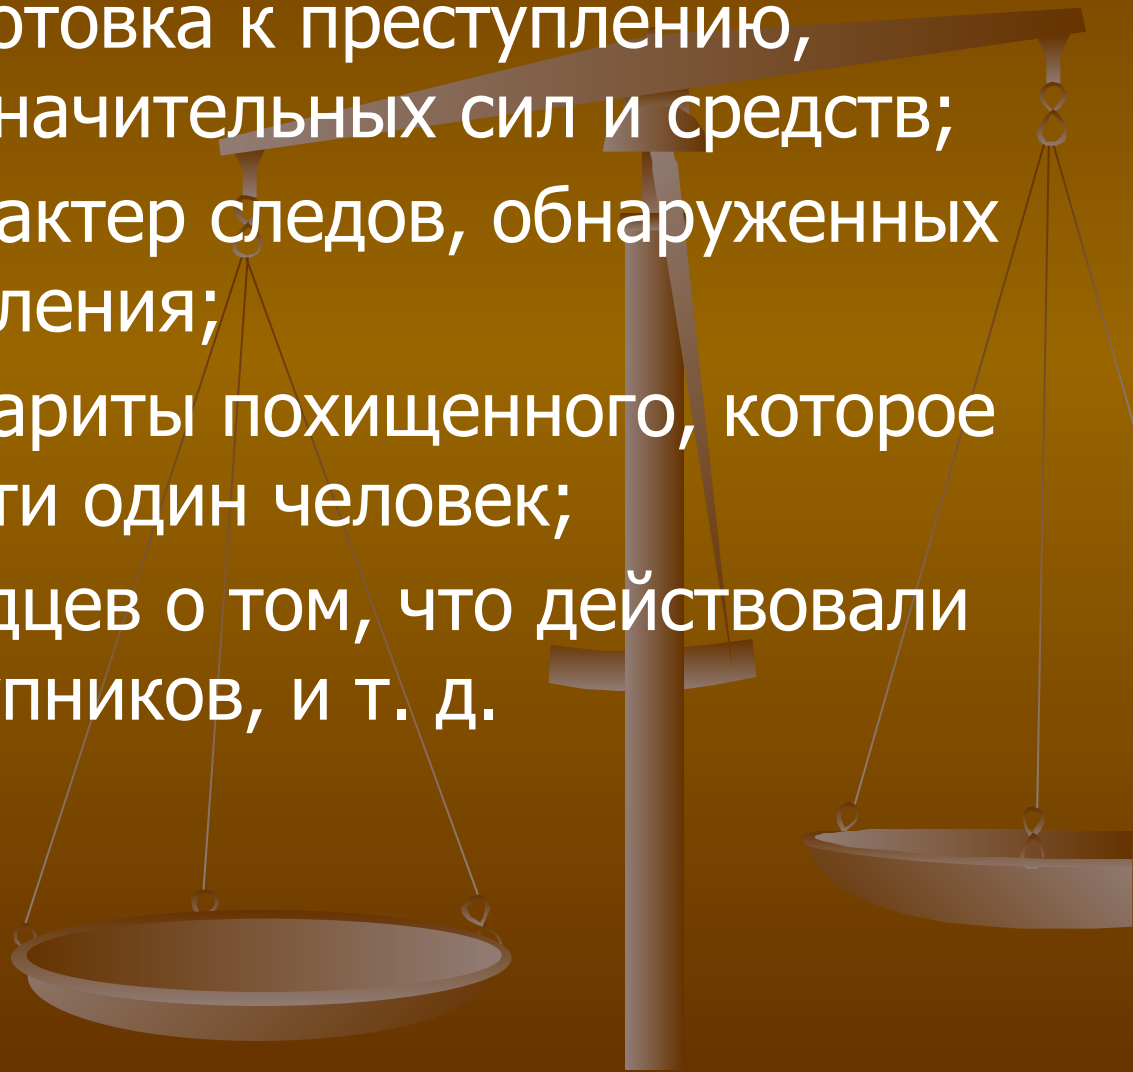 отовка к преступлению,
начительных сил и средств;
актер следов, обнаруженных
ления;
ариты похищенного, которое
ти один человек;
дцев о том, что действовали
упников, и т. д.